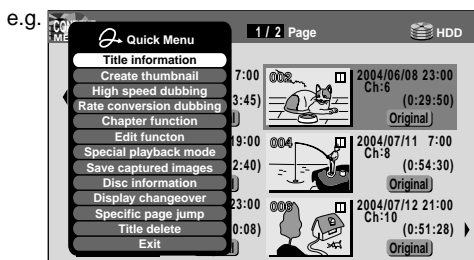 e.g.
CO
ME
Quick Menu
1 / 2 Page
HDD
Title information
Create thumbnail
High speed dubbing
Rate conversion dubbing
Chapter function
Edit functon
Special playback mode
Save captured images
Disc information
Display changeover
Specific page jump
Title delete
Exit
7:00
3:45)
002
2004/06/08 23:00
Ch:6
(0:29:50)
Original
19:00
2:40)
004
2004/07/11 7:00
Ch:8
(0:54:30)
Original
23:00
0:08)
006
2004/07/12 21:00
Ch:10
(0:51:28)
Original